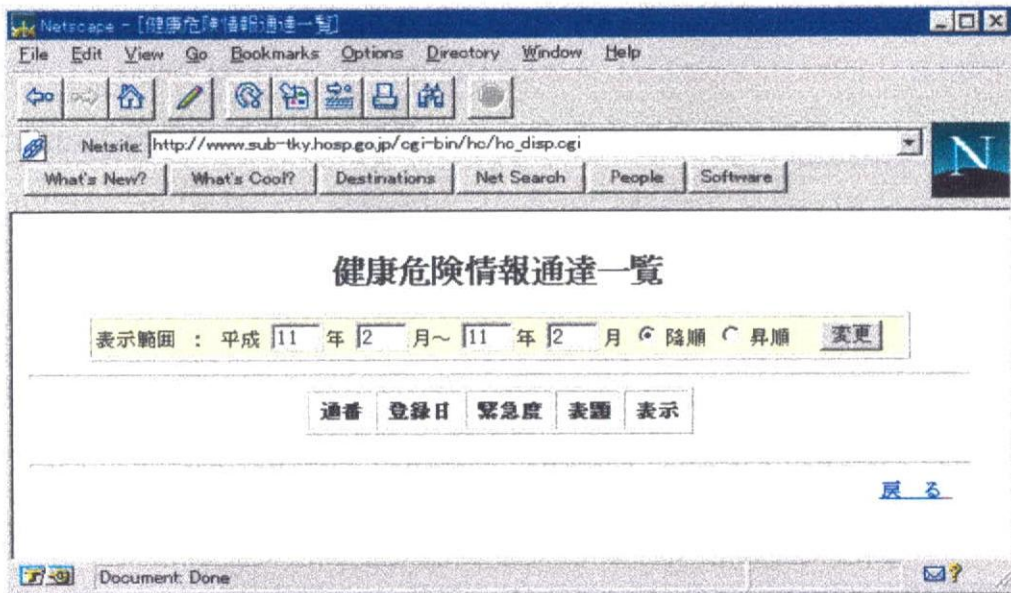 Netscape - [健康危険情報通達一覧]
File Edit View Go Bookmarks Options Directory Window Help
Netsite: http://www.sub-tky.hosp.go.jp/cgi-bin/hc/hc_disp.cgi
What's New? What's Cool? Destinations Net Search People Software
N
健康危険情報通達一覧
表示範囲 : 平成 11 年 2 月～ 11 年 2 月 降順 昇順 変更
通番 登録日 緊急度 表題 表示
戻る
Document: Done